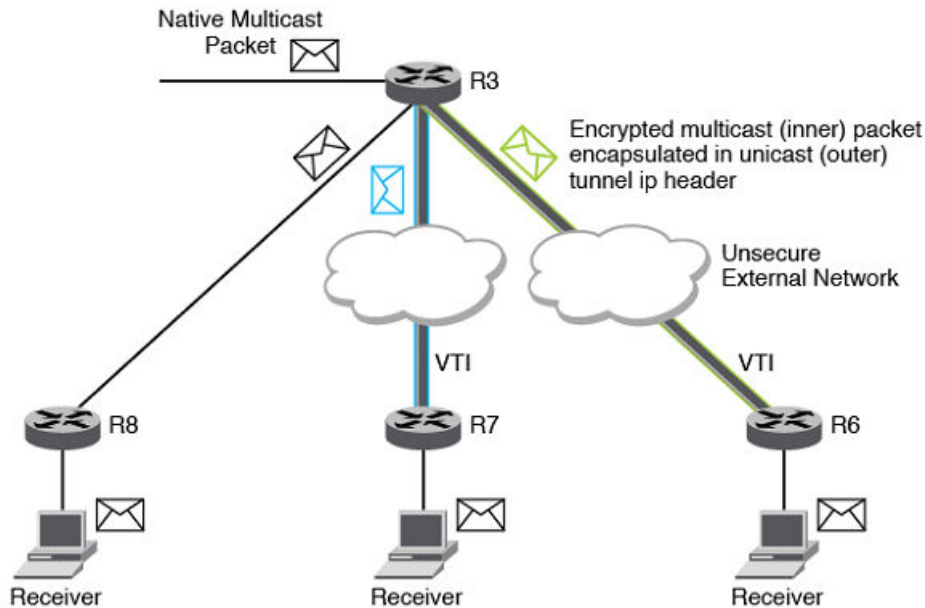 Native Multicast
Packet
R3
Encrypted multicast (inner) packet
encapsulated in unicast (outer)
tunnel ip header
Unsecure
External Network
VTI
VTI
R8
R7
R6
Receiver
Receiver
Receiver